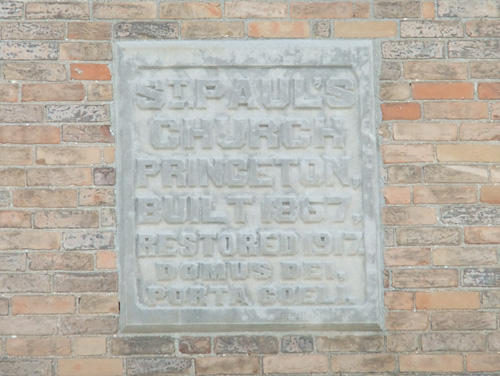 ST. PAUL'S
CHURCH
PRINCETON,
BUILT 1867,
RESTORED 1917.
DOMUS DEI,
PORTA COELI.